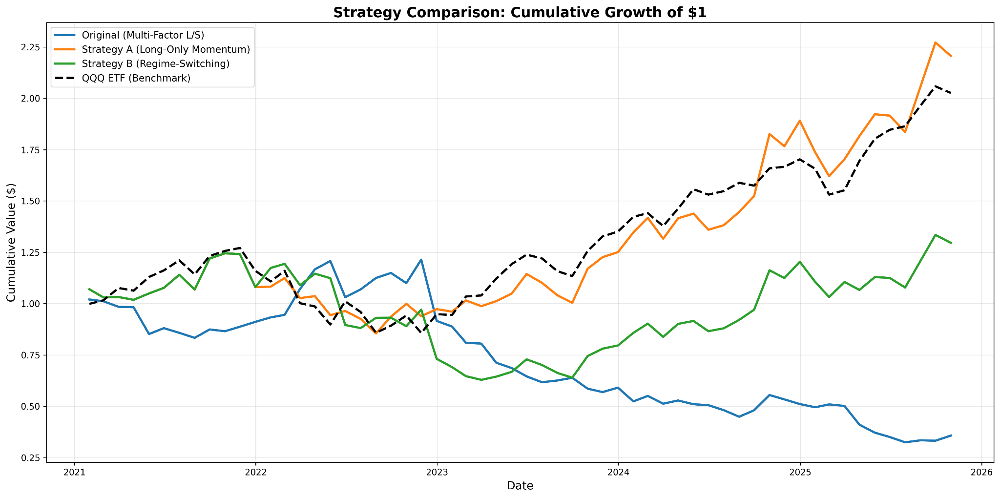 Strategy Comparison: Cumulative Growth of $1
Original (Multi-Factor L/S)
Strategy A (Long-Only Momentum)
Strategy B (Regime-Switching)
QQQ ETF (Benchmark)
Cumulative Value ($)
2.25
2.00
1.75
1.50
1.25
1.00
0.75
0.50
0.25
2021
2022
2023
2024
2025
2026
Date